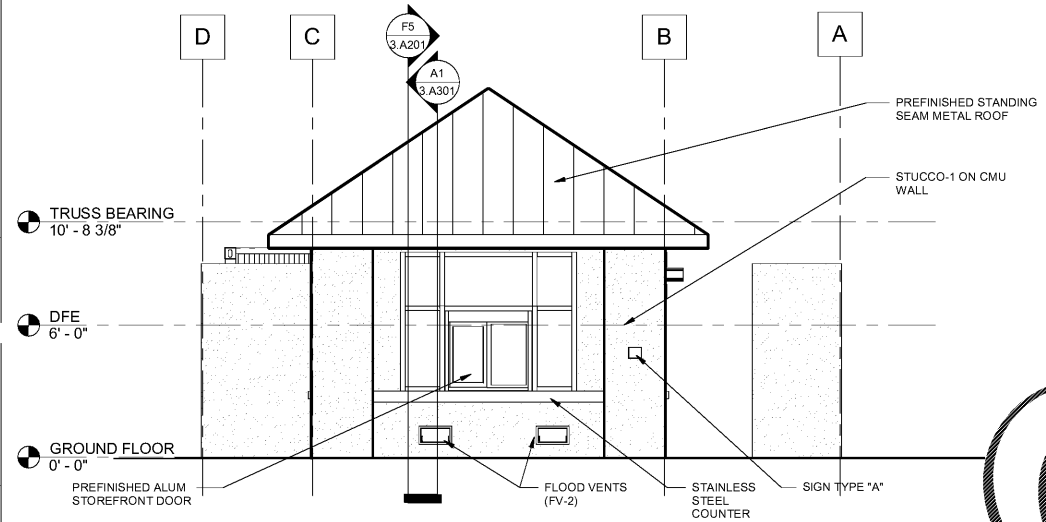 D
C
F5
3.A201
A1
3.A301
B
A
PREFINISHED STANDING
SEAM METAL ROOF
STUCCO-1 ON CMU
WALL
TRUSS BEARING
10' - 8 3/8"
DFE
6' - 0"
GROUND FLOOR
0' - 0"
PREFINISHED ALUM
STOREFRONT DOOR
FLOOD VENTS
(FV-2)
STAINLESS
STEEL
COUNTER
SIGN TYPE "A"